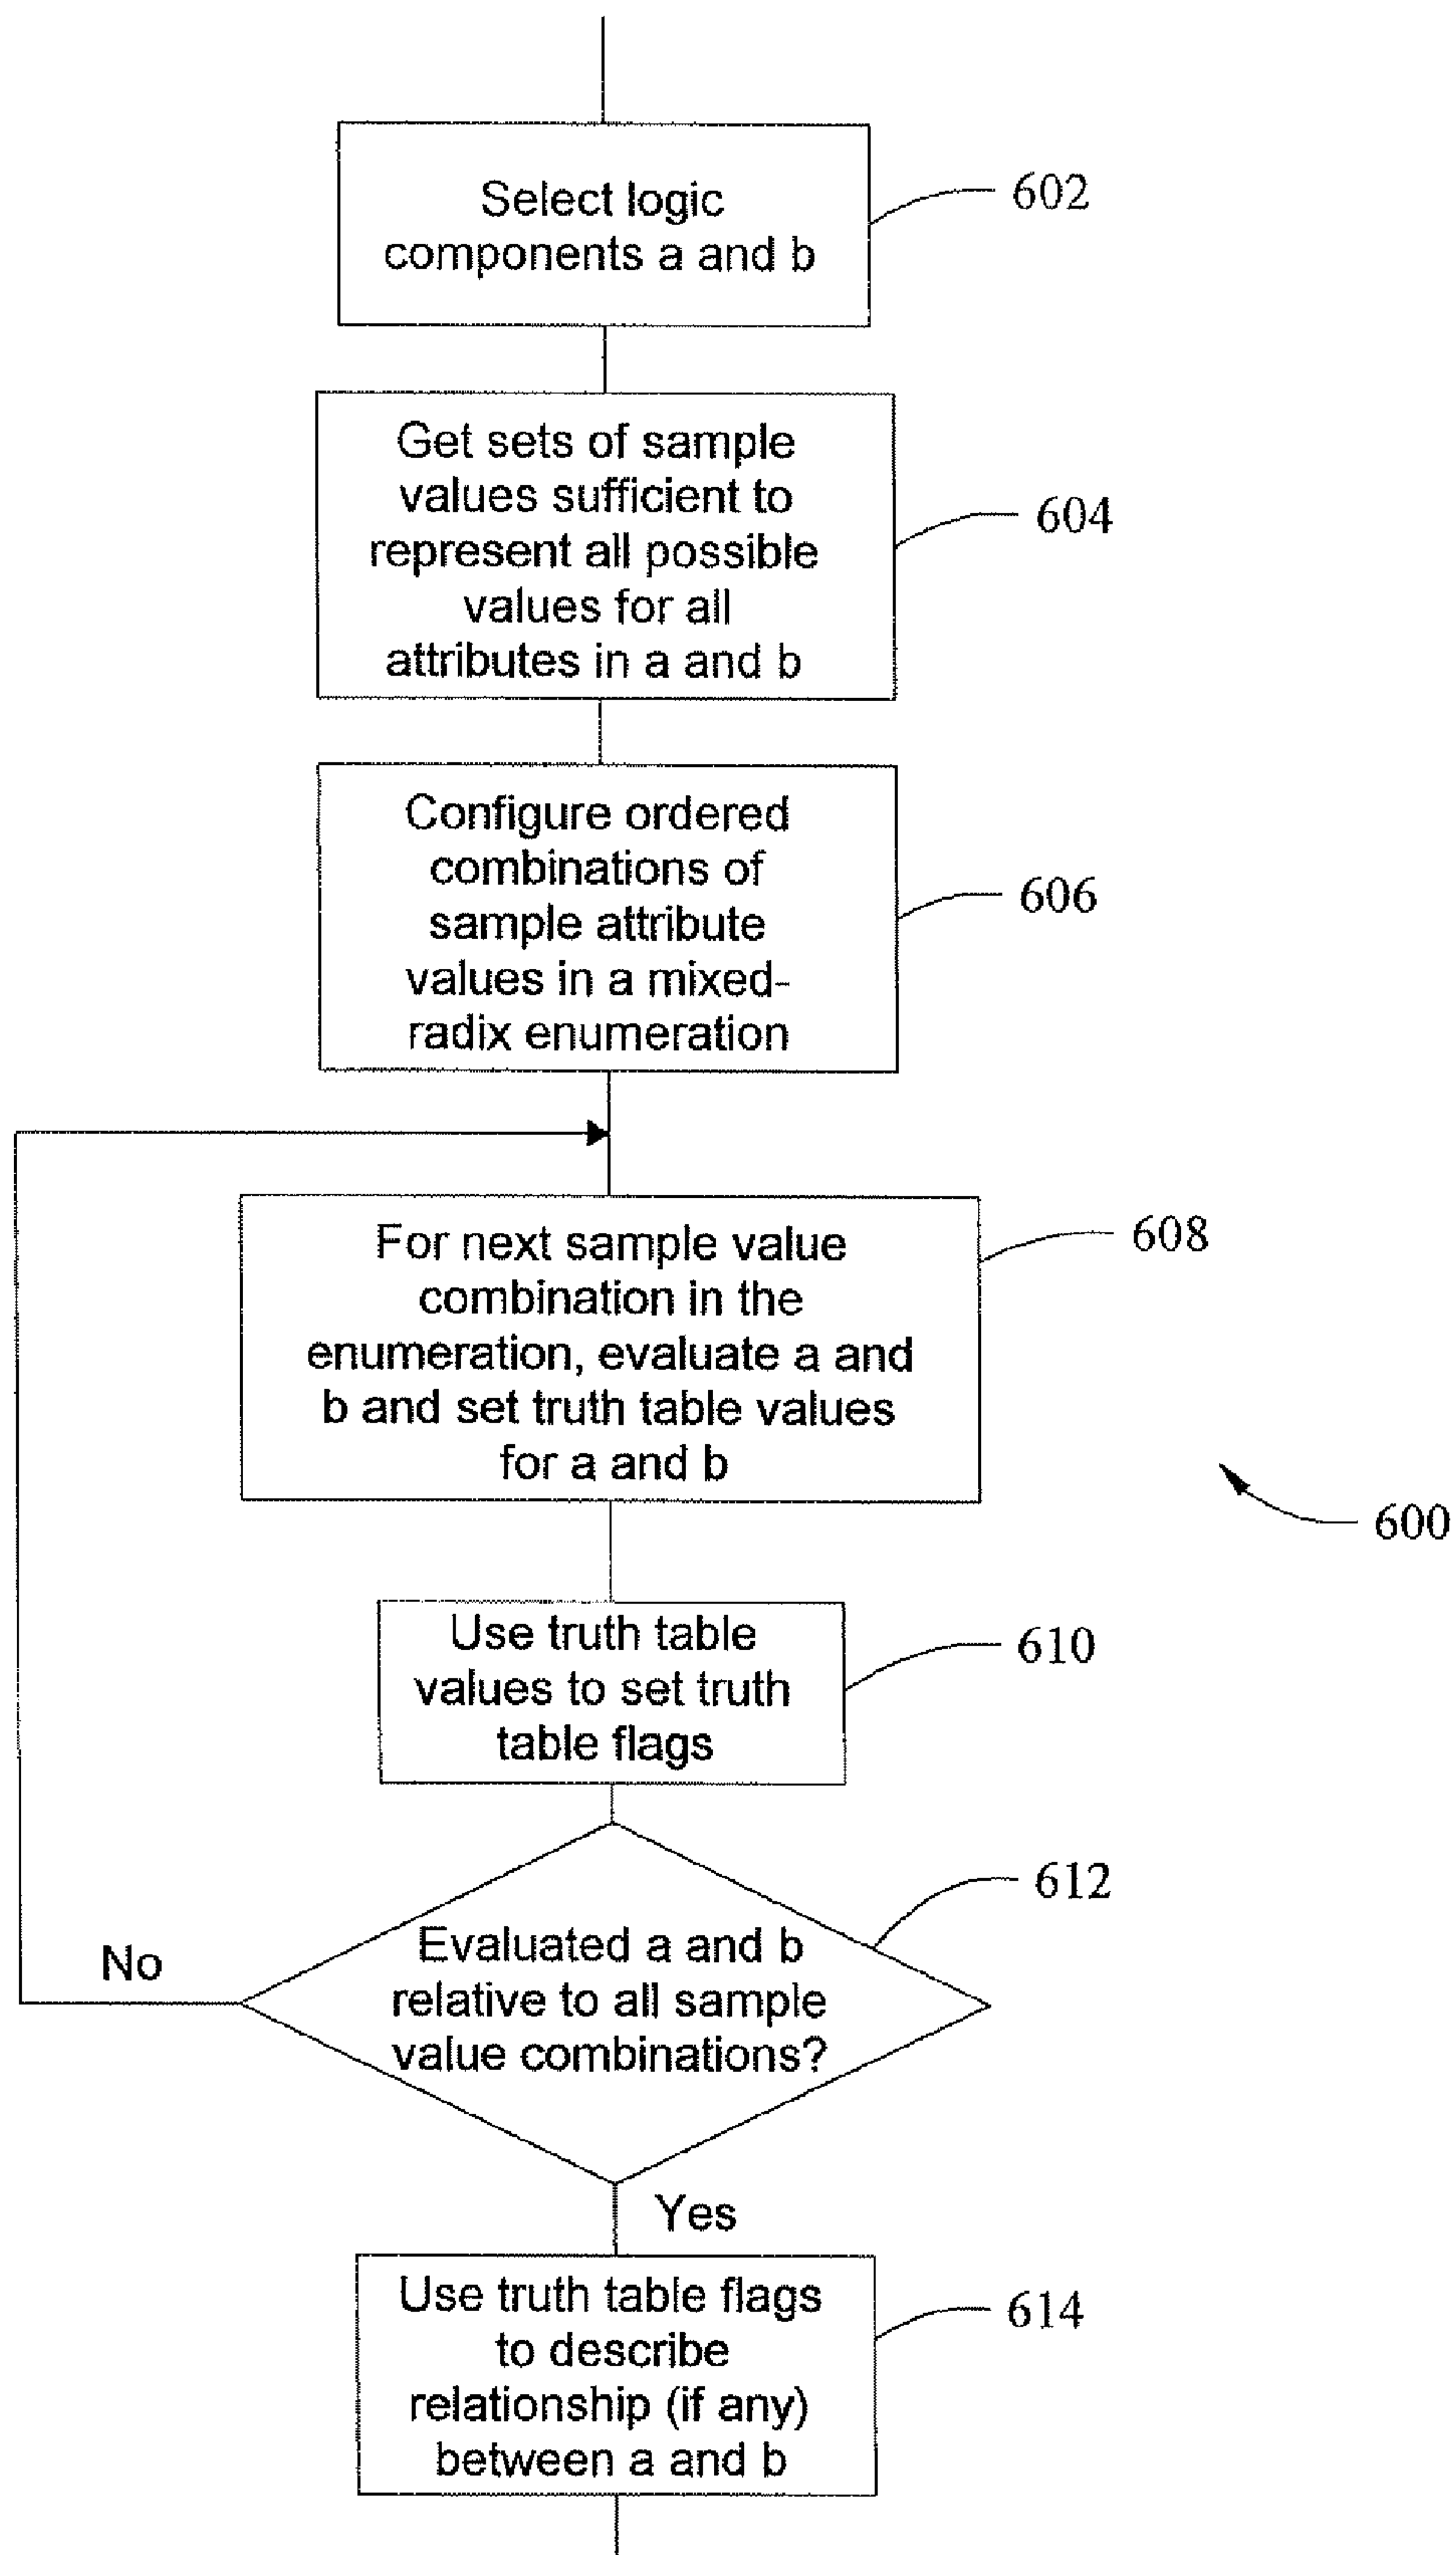 Select logic
components a and b
602
Get sets of sample
values sufficient to
represent all possible
values for all
attributes in a and b
604
Configure ordered
combinations of
sample attribute
values in a mixed-
radix enumeration
606
For next sample value
combination in the
enumeration, evaluate a and
b and set truth table values
for a and b
608
600
Use truth table
values to set truth
table flags
610
612
Evaluated a and b
relative to all sample
value combinations?
No
Yes
Use truth table flags
to describe
relationship (if any)
between a and b
614